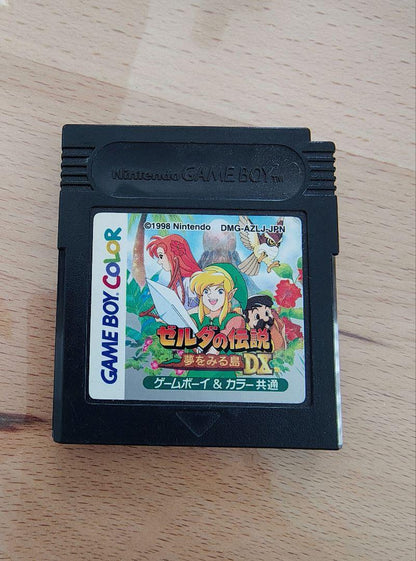 Nintendo GAME BOY TM
©1998 Nintendo DMG-AZLJ-JPN
GAME BOY COLOR
ゼルダの伝説
夢をみる島 DX
ゲームボーイ & カラー 共通